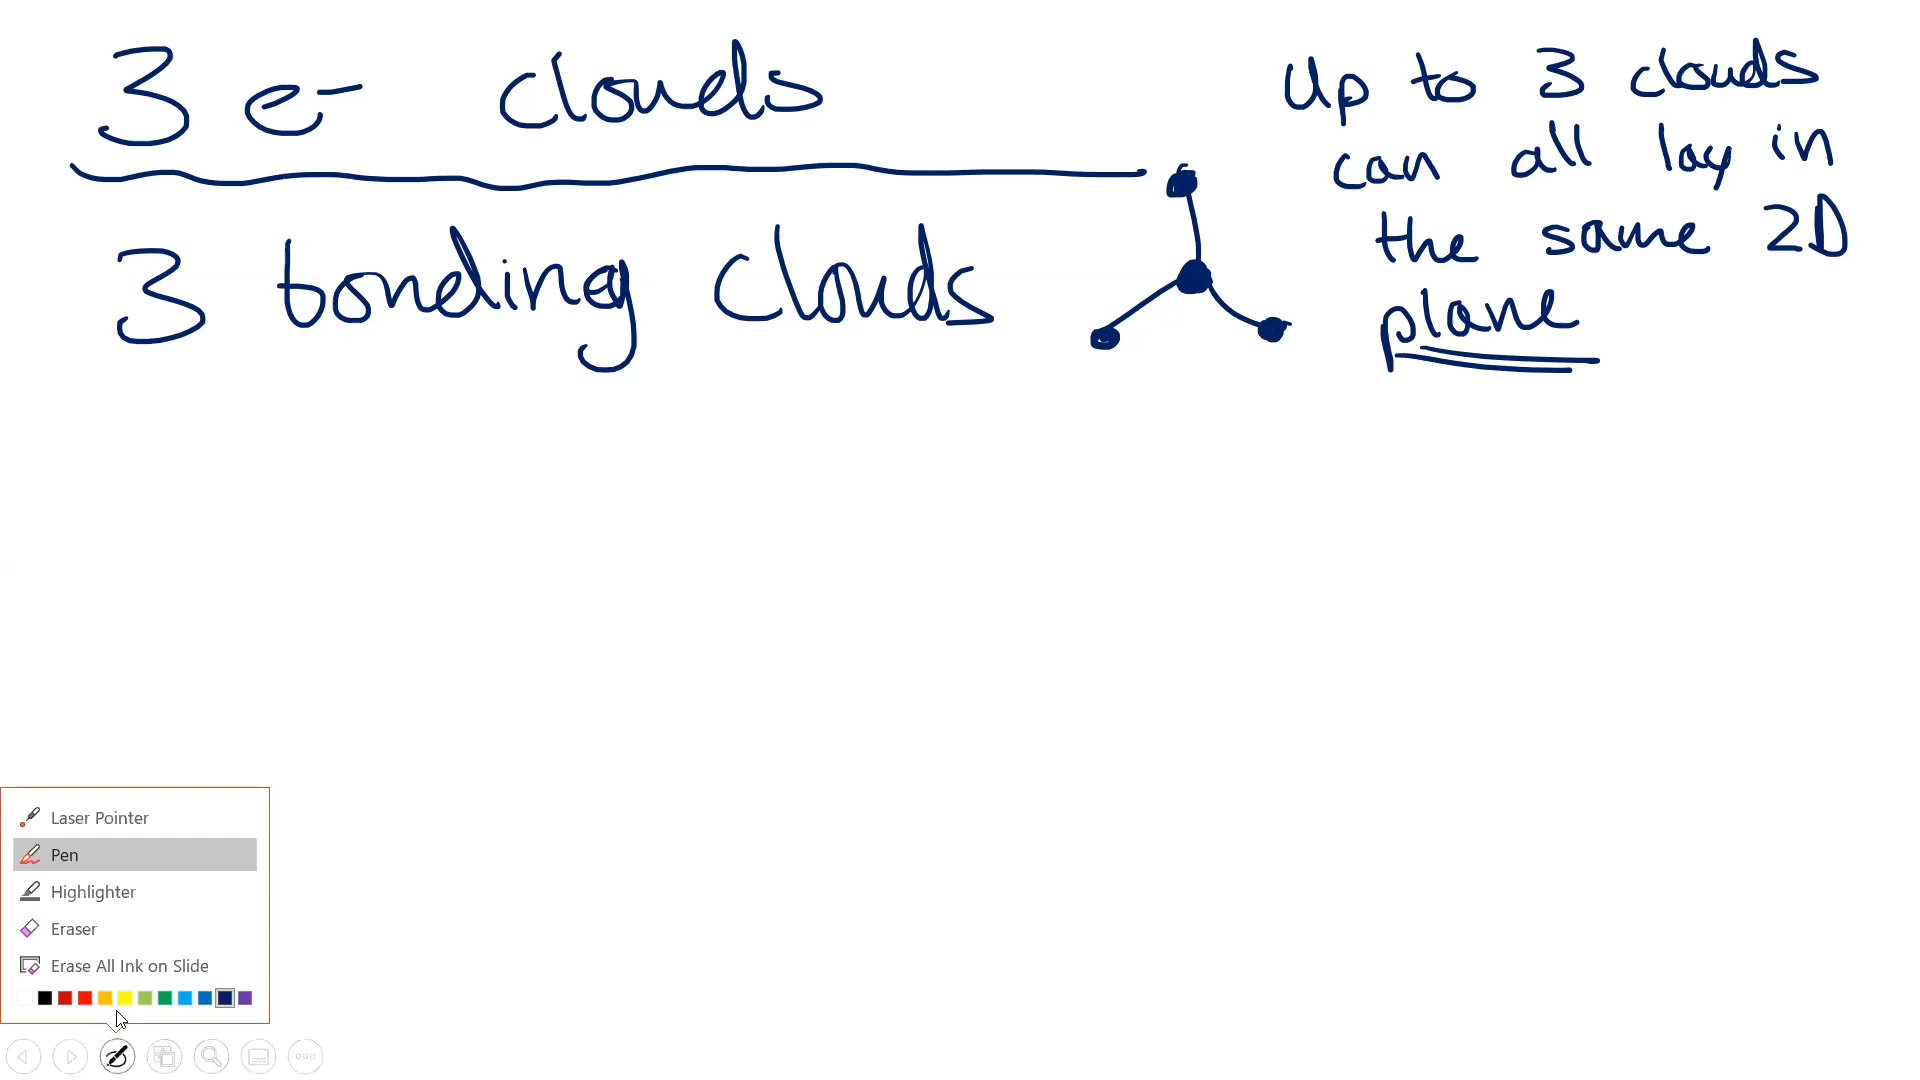 3 e- clouds
3 bonding clouds
Up to 3 clouds
can all lay in
the same 2D
plane
Laser Pointer
Pen
Highlighter
Eraser
Erase All Ink on Slide